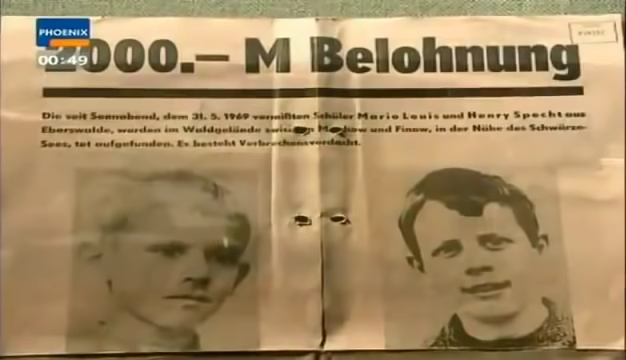 PHOENIX
00:49
2000.– M Belohnung
Die seit Sonnabend, dem 31. 5. 1969 vermißten Schüler Mario Louis und Henry Specht aus
Eberswalde, wurden im Waldgelände zwischen und Finow, in der Nähe des Schwärze-
Sees, tot aufgefunden. Es besteht Verbrechensverdacht.